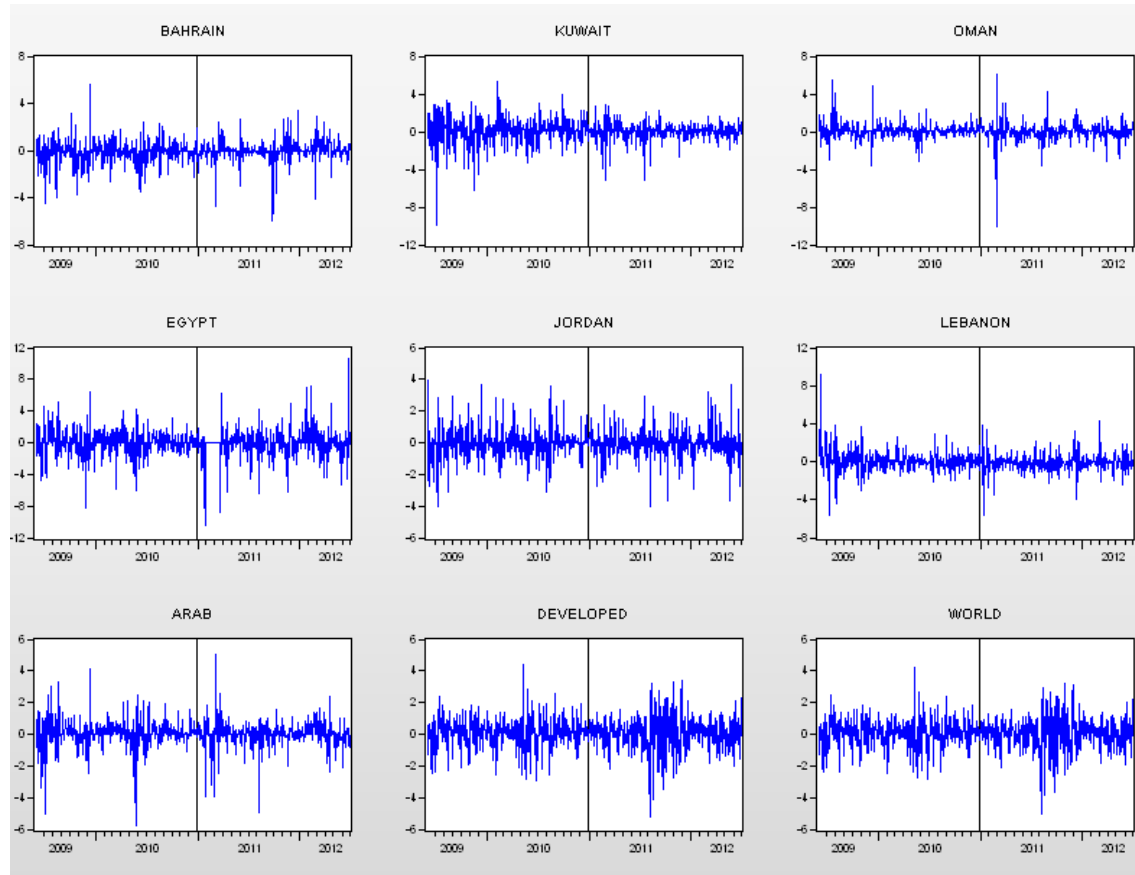 BAHRAIN KUWAIT OMAN
8 8 8
4 4 4
0 0 0
-4 -4 -4
-8 -8
-8 -12 -12
2009 2010 2011 2012 2009 2010 2011 2012 2009 2010 2011 2012
EGYPT JORDAN LEBANON
12 6 12
8 4 8
4 2
4
0 0
0
-4 -2
-4
-8 -4
-12 -6 -8
2009 2010 2011 2012 2009 2010 2011 2012 2009 2010 2011 2012
ARAB DEVELOPED WORLD
6 6 6
4 4 4
2 2 2
0 0 0
-2 -2 -2
-4 -4 -4
-6 -6 -6
2009 2010 2011 2012 2009 2010 2011 2012 2009 2010 2011 2012